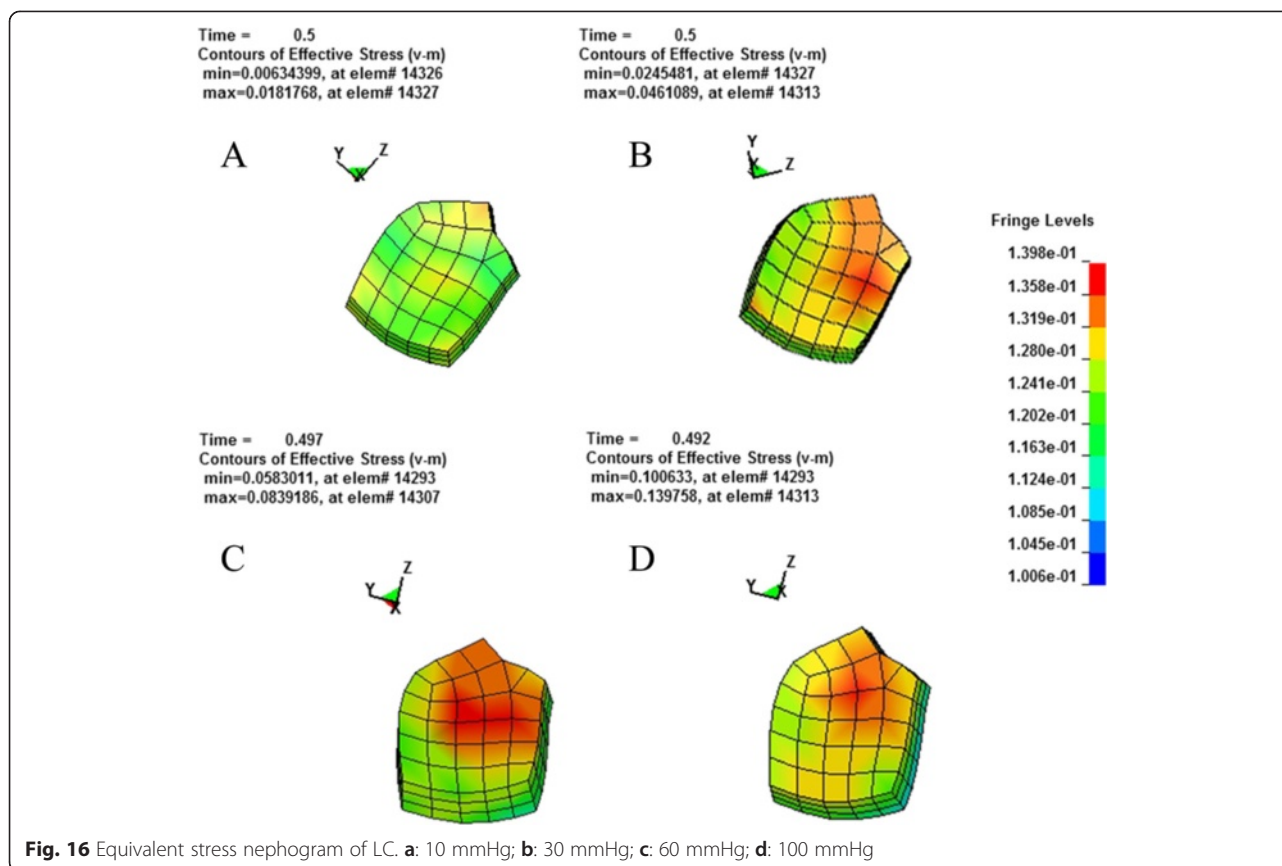 Time = 0.5
Contours of Effective Stress (v-m)
min=0.00634399, at elem# 14326
max=0.0181768, at elem# 14327
A
Y Z
X
Time = 0.5
Contours of Effective Stress (v-m)
min=0.0245481, at elem# 14327
max=0.0461089, at elem# 14313
B
Y
X Z
Fringe Levels
1.398e-01
1.358e-01
1.319e-01
1.280e-01
1.241e-01
1.202e-01
1.163e-01
1.124e-01
1.085e-01
1.045e-01
1.006e-01
Time = 0.497
Contours of Effective Stress (v-m)
min=0.0583011, at elem# 14293
max=0.0839186, at elem# 14307
C
Z
Y
X
Time = 0.492
Contours of Effective Stress (v-m)
min=0.100633, at elem# 14293
max=0.139758, at elem# 14313
D
Z
Y X
Fig. 16 Equivalent stress nephogram of LC. a: 10 mmHg; b: 30 mmHg; c: 60 mmHg; d: 100 mmHg